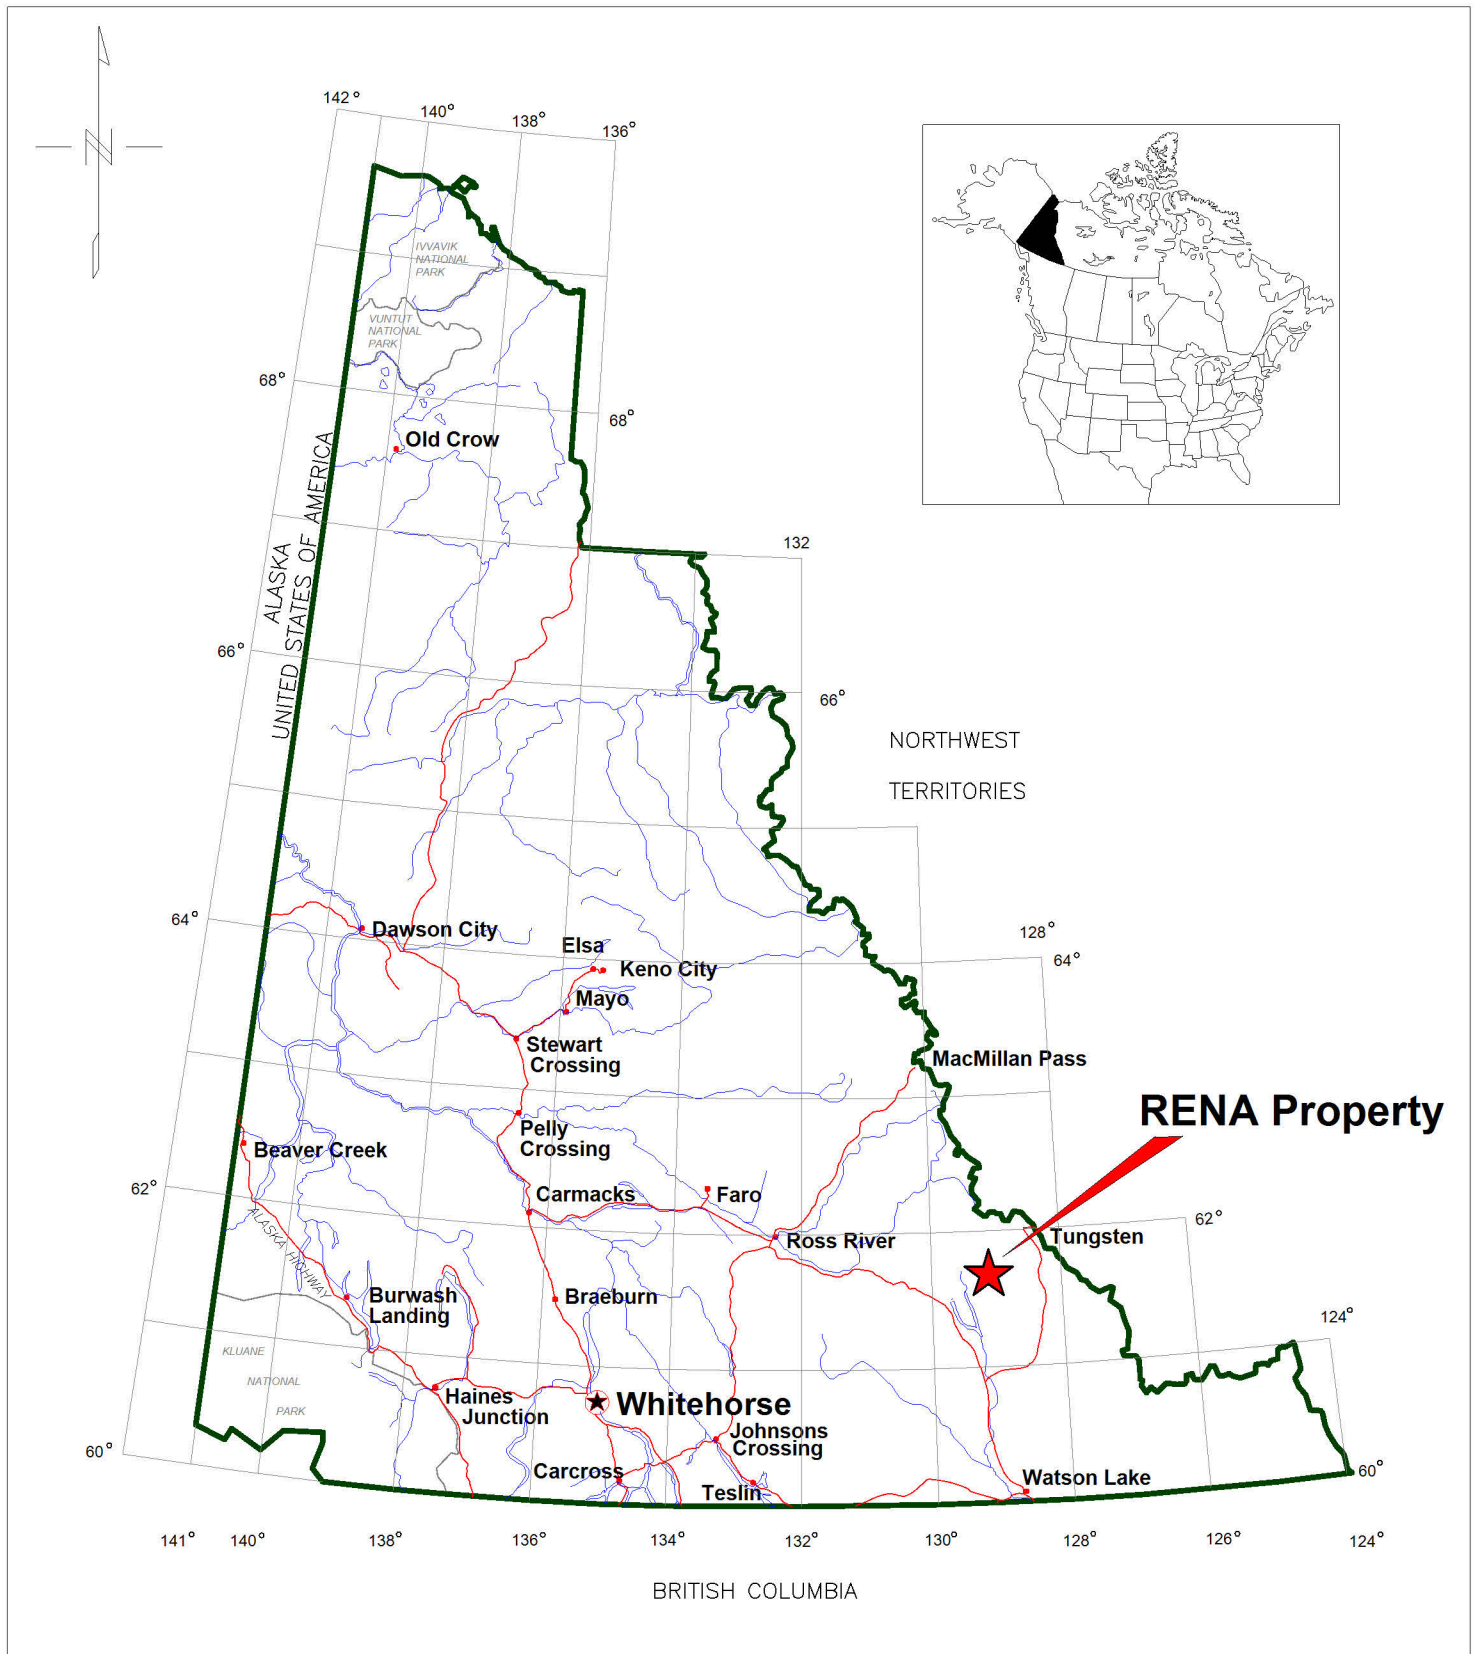 142°
140°
138°
136°
N
IVVAVIK
NATIONAL
PARK
VUNTUT
NATIONAL
PARK
68°
68°
Old Crow
ALASKA
UNITED STATES OF AMERICA
132
66°
66°
NORTHWEST
TERRITORIES
64°
Dawson City
128°
64°
Elsa
Keno City
Mayo
Stewart
Crossing
MacMillan Pass
RENA Property
Pelly
Crossing
Beaver Creek
62°
Carmacks
Faro
62°
ALASKA HIGHWAY
Ross River
Tungsten
Burwash
Landing
Braeburn
124°
KLUANE
NATIONAL
PARK
Haines
Junction
Whitehorse
Johnsons
Crossing
60°
Carcross
Teslin
Watson Lake
60°
141°
140°
138°
136°
134°
132°
130°
128°
126°
124°
BRITISH COLUMBIA